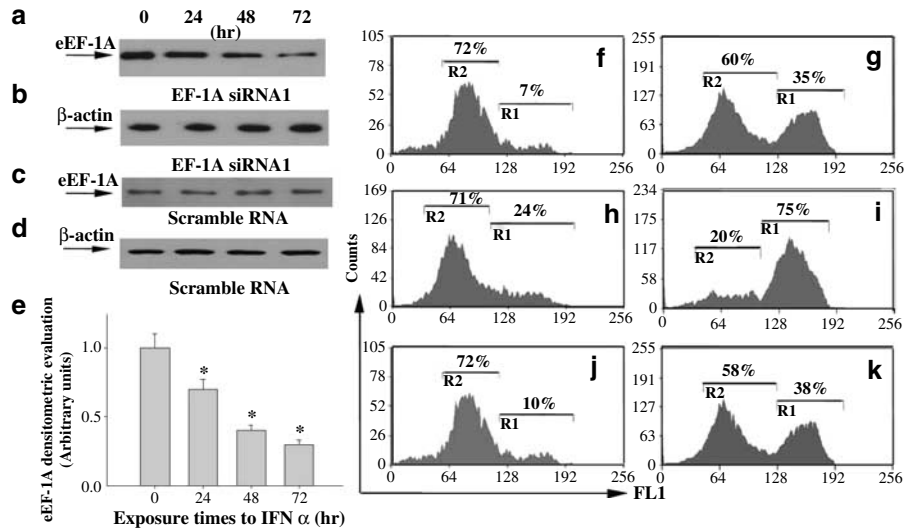 a
0 24 48 72
(hr)
eEF-1A
EF-1A siRNA1
b
β-actin
EF-1A siRNA1
c
eEF-1A
Scramble RNA
d
β-actin
Scramble RNA
e
eEF-1A densitometric evaluation
(Arbitrary units)
1.0
0.5
0.0
* * *
0 24 48 72
Exposure times to IFN α (hr)
f
105
78
52
26
0
72%
R2
7%
R1
0 64 128 192 256
g
255
191
127
63
0
60%
R2
35%
R1
0 64 128 192 256
h
169
126
84
42
0
71%
R2
24%
R1
0 64 128 192 256
i
234
175
117
58
0
20%
R2
75%
R1
0 64 128 192 256
j
105
78
52
26
0
72%
R2
10%
R1
0 64 128 192 256
k
255
191
127
63
0
58%
R2
38%
R1
0 64 128 192 256
Counts
FL1